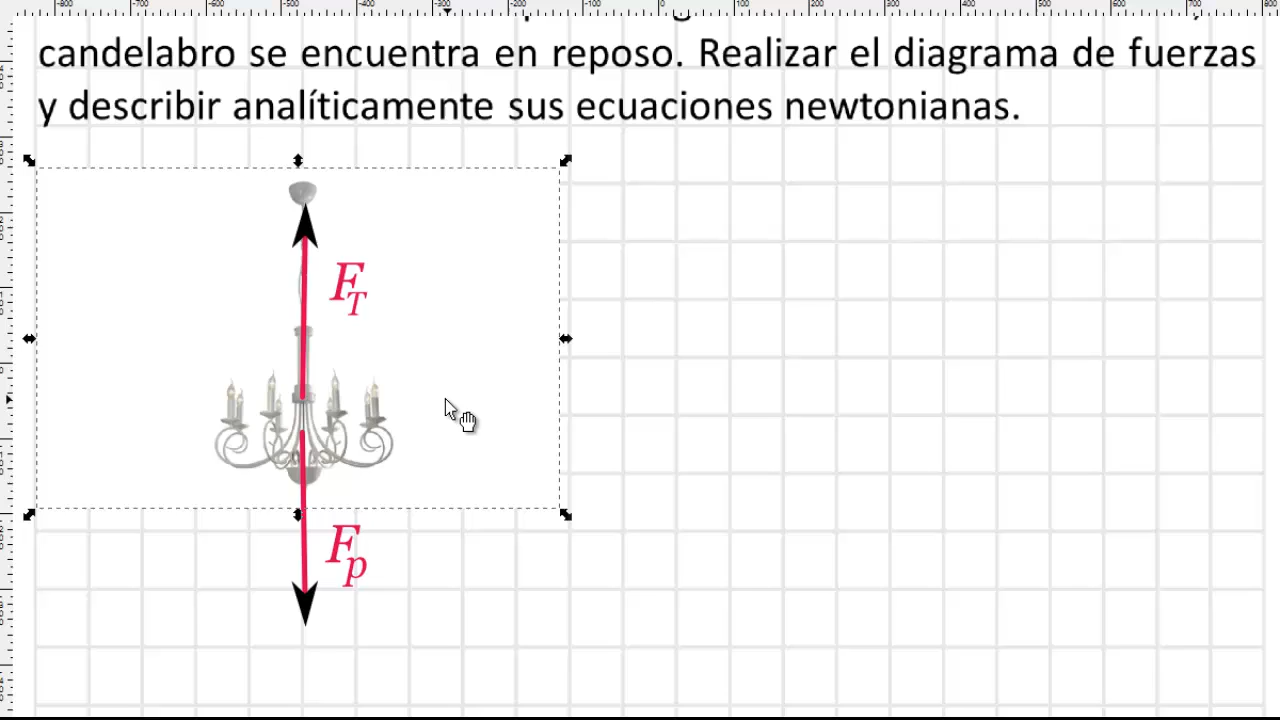 candelabro se encuentra en reposo. Realizar el diagrama de fuerzas
y describir analíticamente sus ecuaciones newtonianas.
F_T
F_p